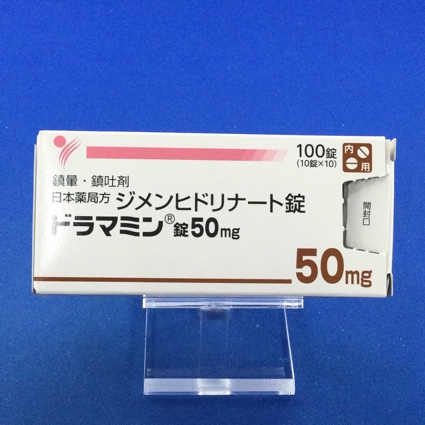 100錠
(10錠×10)
内
用
鎮暈・鎮吐剤
日本薬局方 ジメンヒドリナート錠
ドラマミン®錠50mg
開封口
50mg